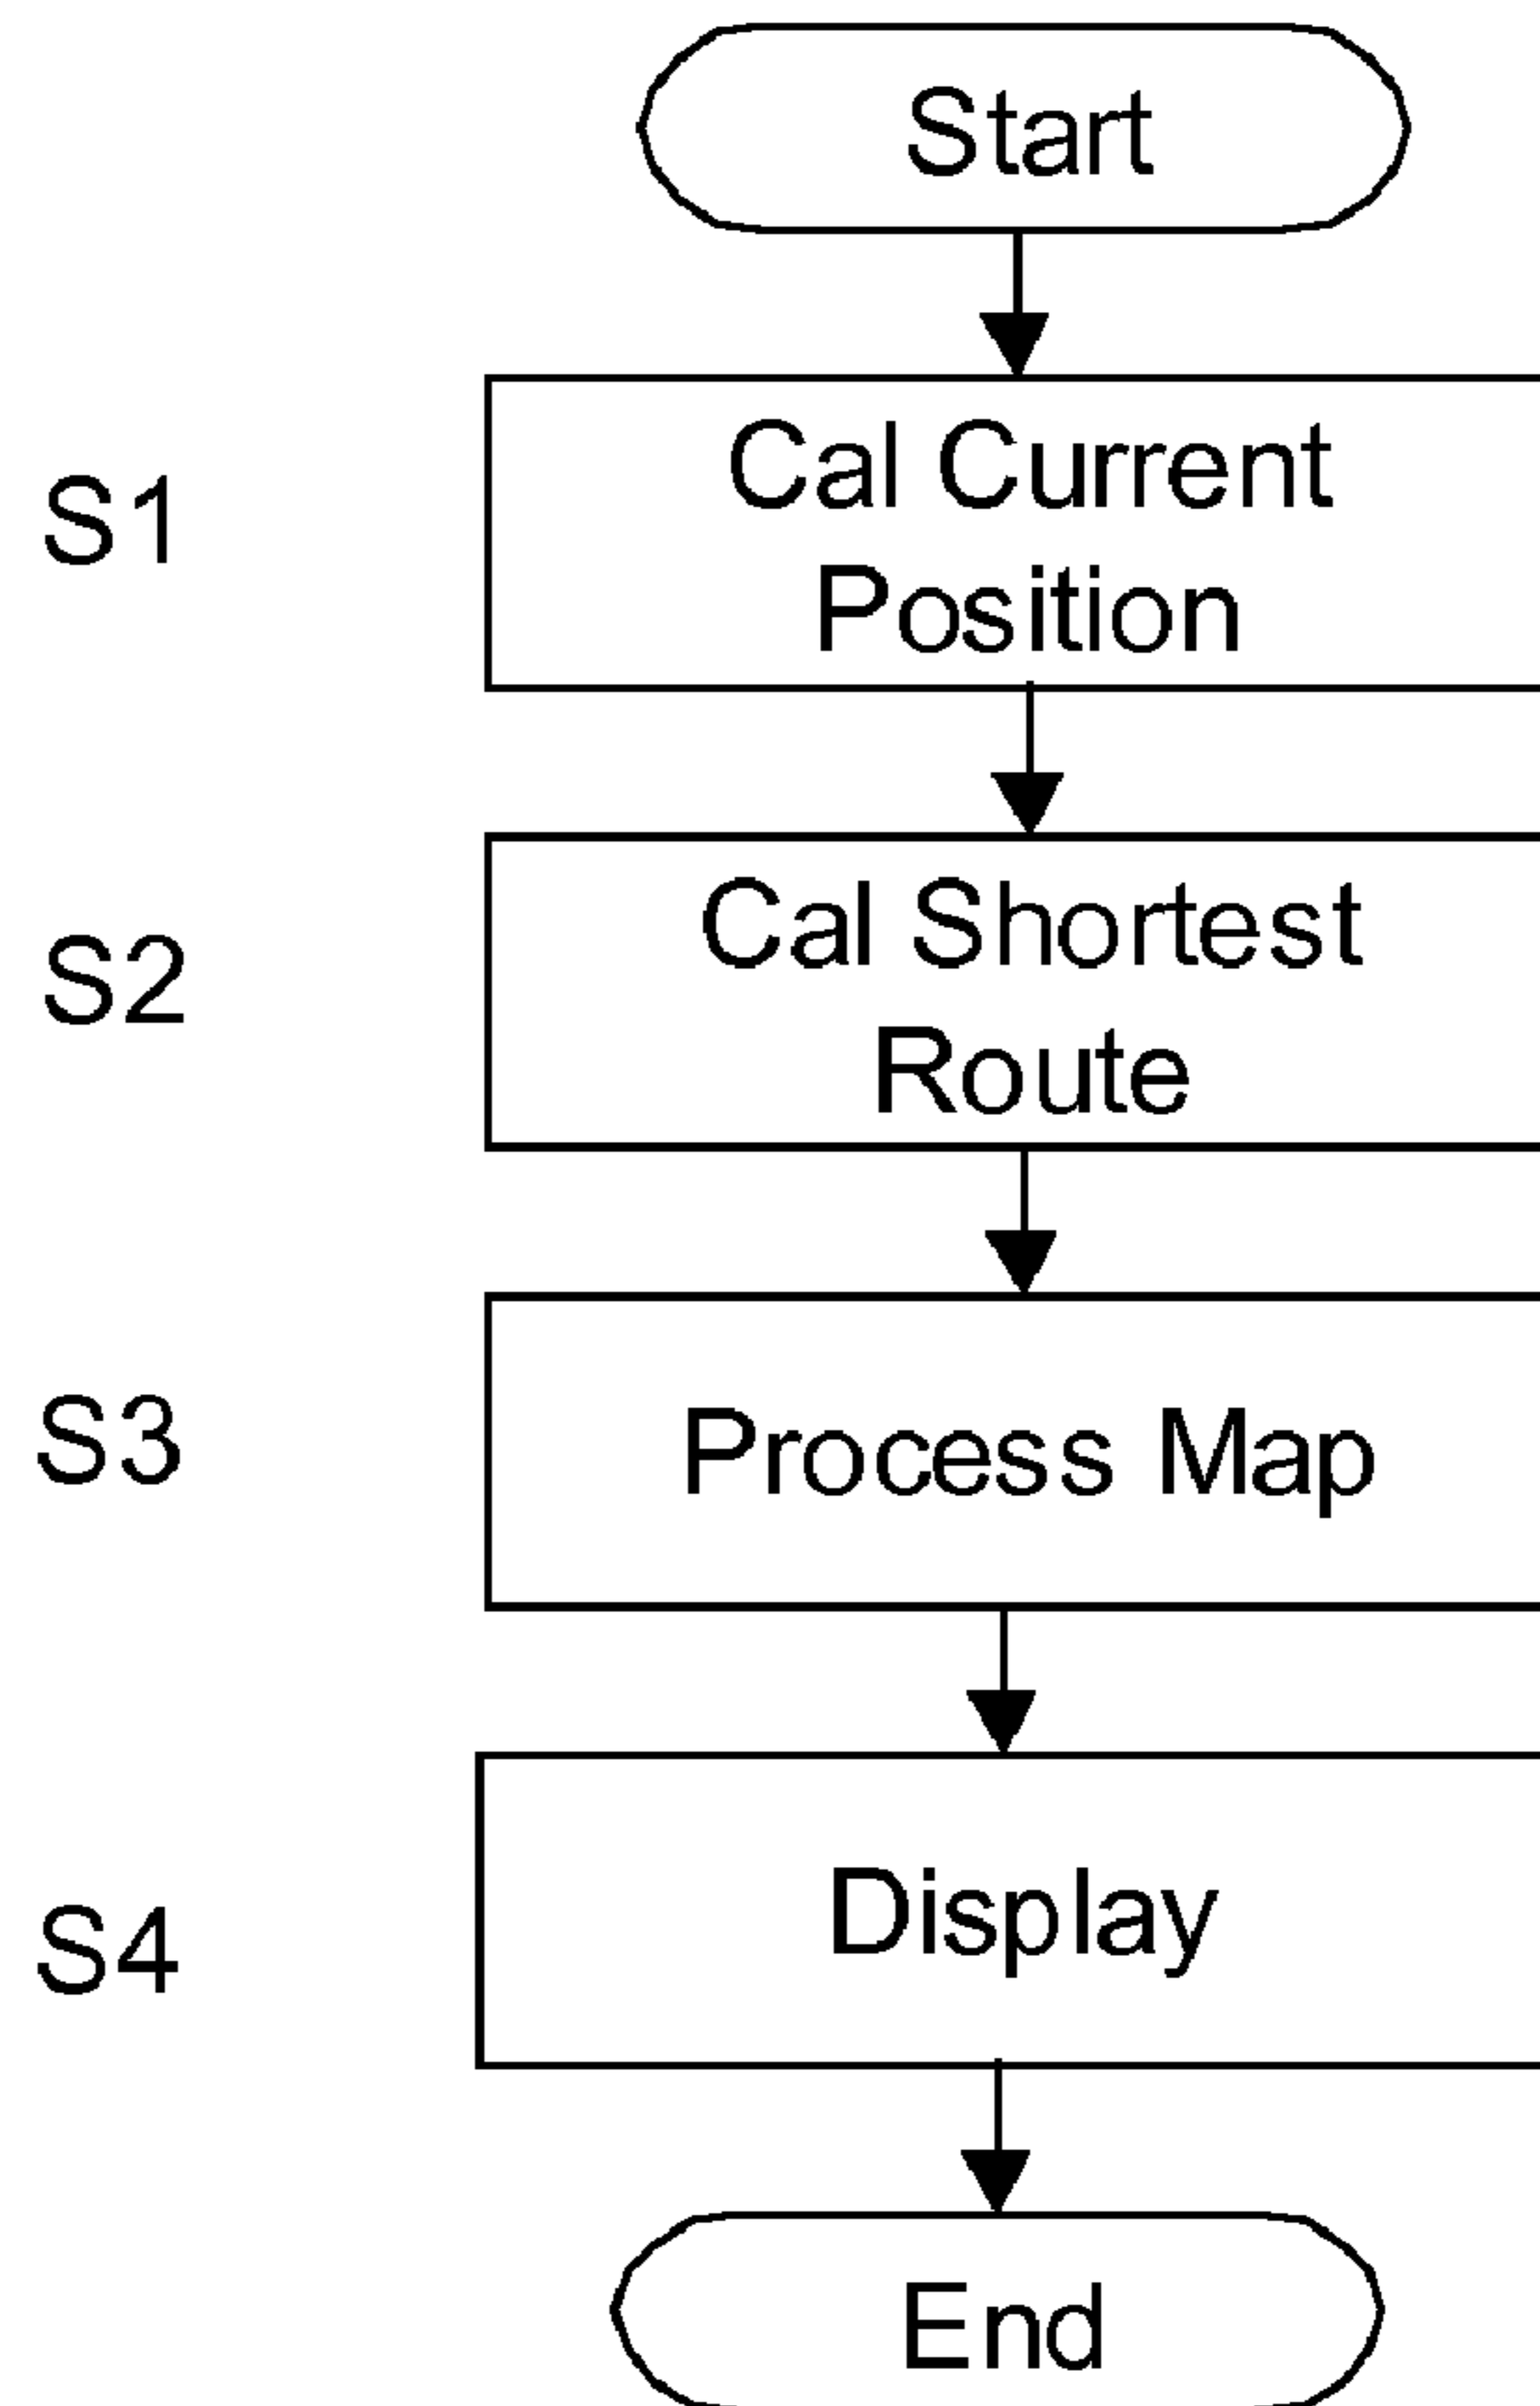 Start
S1
Cal Current
Position
S2
Cal Shortest
Route
S3
Process Map
S4
Display
End